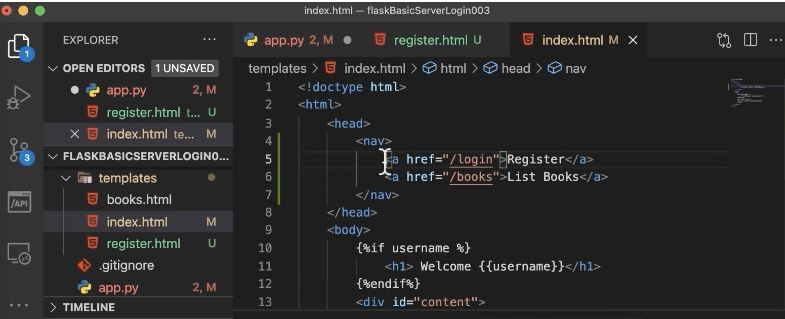 index.html — flaskBasicServerLogin003
EXPLORER ...
OPEN EDITORS 1 UNSAVED
app.py 2, M
register.html t... U
index.html te... M
FLASKBASICSERVERLOGIN0...
templates
books.html
index.html M
register.html U
.gitignore
app.py 2, M
TIMELINE
1
3
/API
...
app.py 2, M register.html U index.html M
...
templates > index.html > html > head > nav
1 <!doctype html>
2 <html>
3 <head>
4 <nav>
5 <a href="/login">Register</a>
6 <a href="/books">List Books</a>
7 </nav>
8 </head>
9 <body>
10 {%if username %}
11 <h1> Welcome {{username}}</h1>
12 {%endif%}
13 <div id="content">